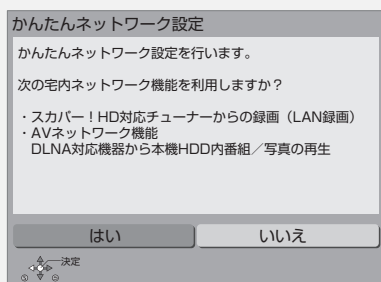 かんたんネットワーク設定
かんたんネットワーク設定を行います。
次の宅内ネットワーク機能を利用しますか？
・スカパー！HD対応チューナーからの録画（LAN録画）
・AVネットワーク機能
DLNA対応機器から本機HDD内番組／写真の再生
はい
いいえ
決定